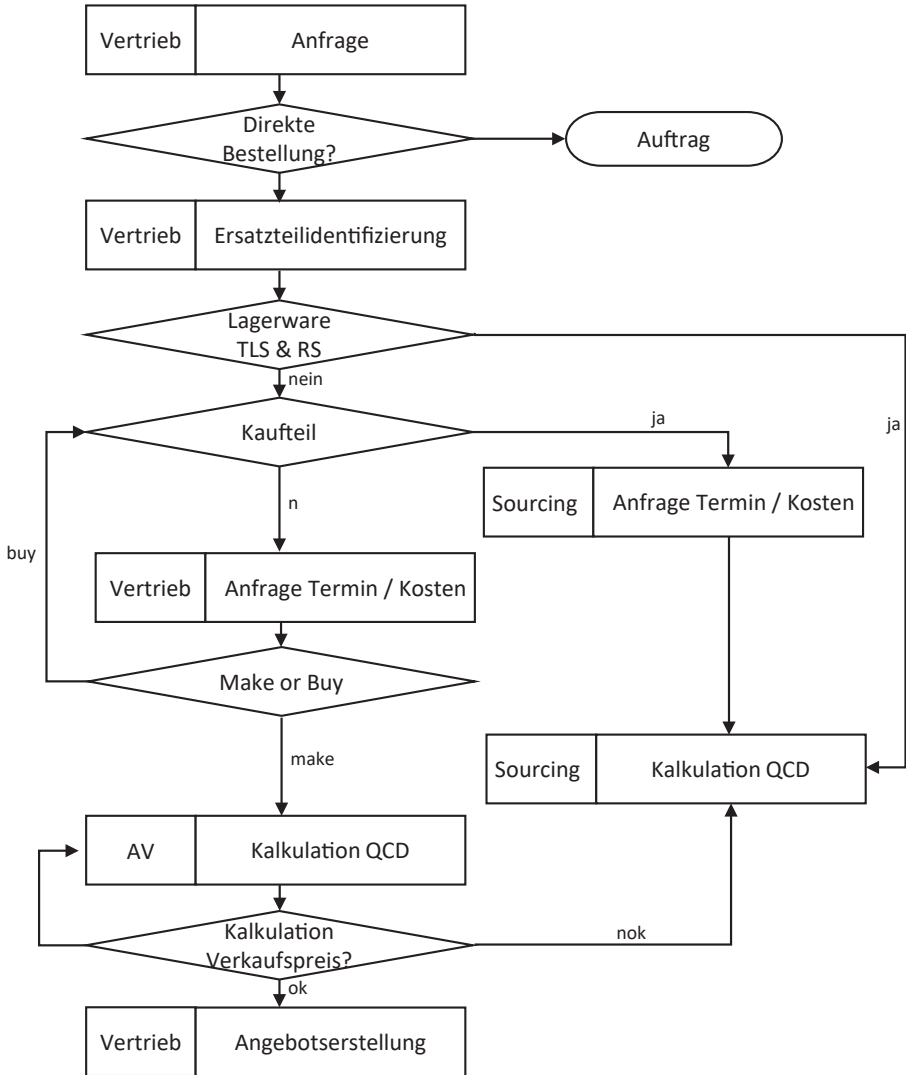 Vertrieb
Anfrage
Direkte
Bestellung?
Auftrag
Vertrieb
Ersatzteilidentifizierung
Lagerware
TLS & RS
nein
Kaufteil
ja
ja
Sourcing
Anfrage Termin / Kosten
n
buy
Vertrieb
Anfrage Termin / Kosten
Make or Buy
make
Sourcing
Kalkulation QCD
AV
Kalkulation QCD
Kalkulation
Verkaufspreis?
nok
ok
Vertrieb
Angebotserstellung